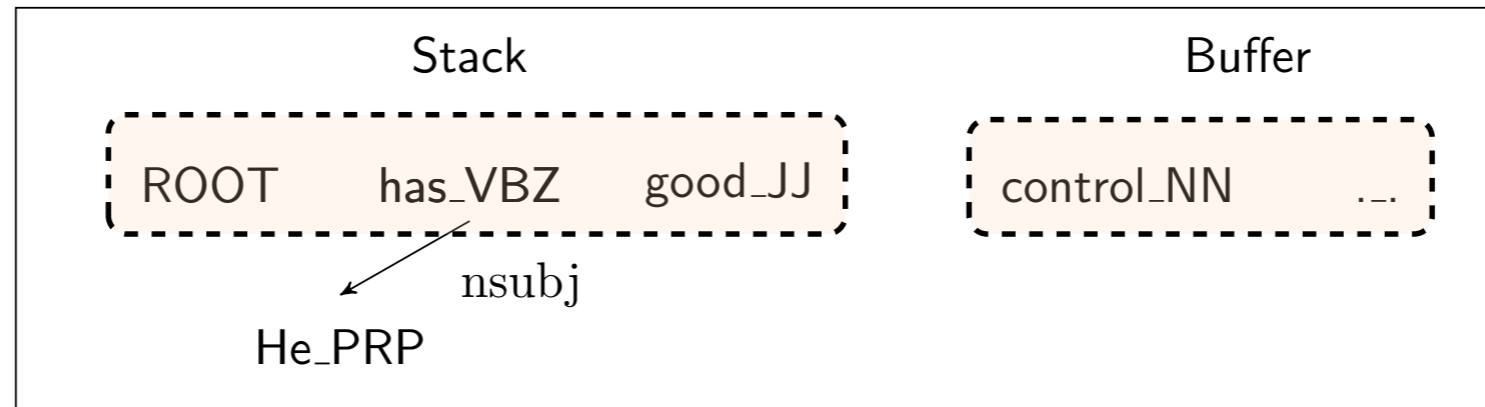 Stack Buffer
ROOT has_VBZ good_JJ control_NN ._.
nsubj
He_PRP